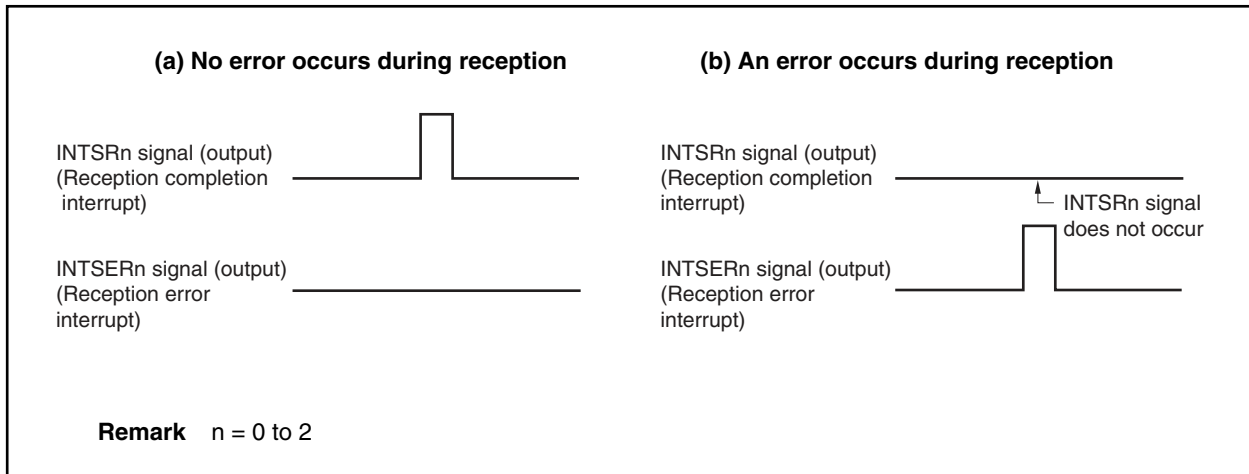 (a) No error occurs during reception
INTSRn signal (output)
(Reception completion
interrupt)
INTSERn signal (output)
(Reception error
interrupt)
(b) An error occurs during reception
INTSRn signal (output)
(Reception completion
interrupt)
INTSRn signal
does not occur
INTSERn signal (output)
(Reception error
interrupt)
Remark n = 0 to 2